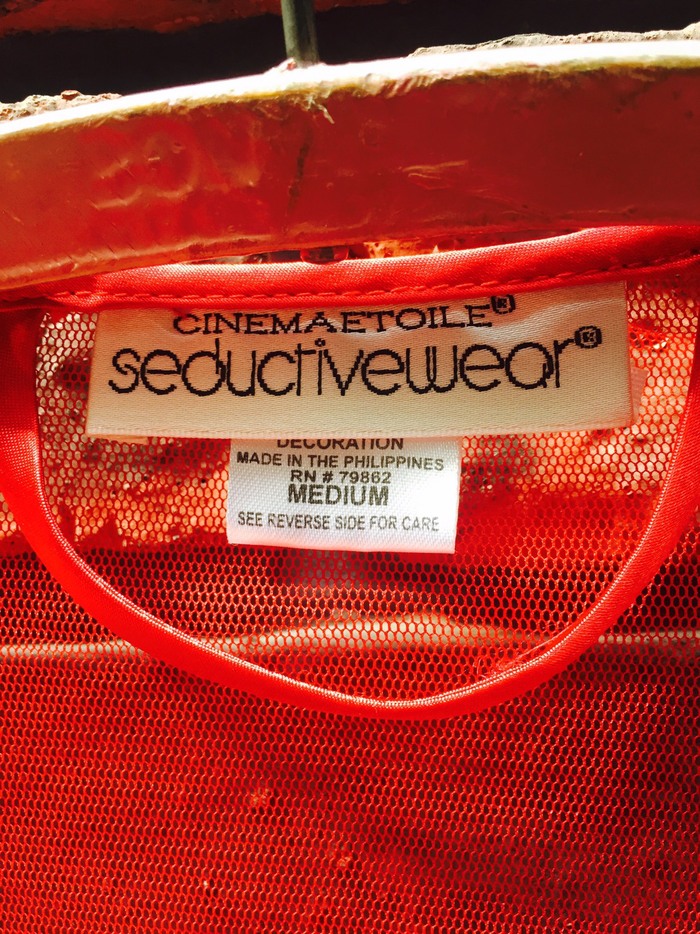 CINEMAETOILE®
seductivewear®
DECORATION
MADE IN THE PHILIPPINES
RN # 79862
MEDIUM
SEE REVERSE SIDE FOR CARE